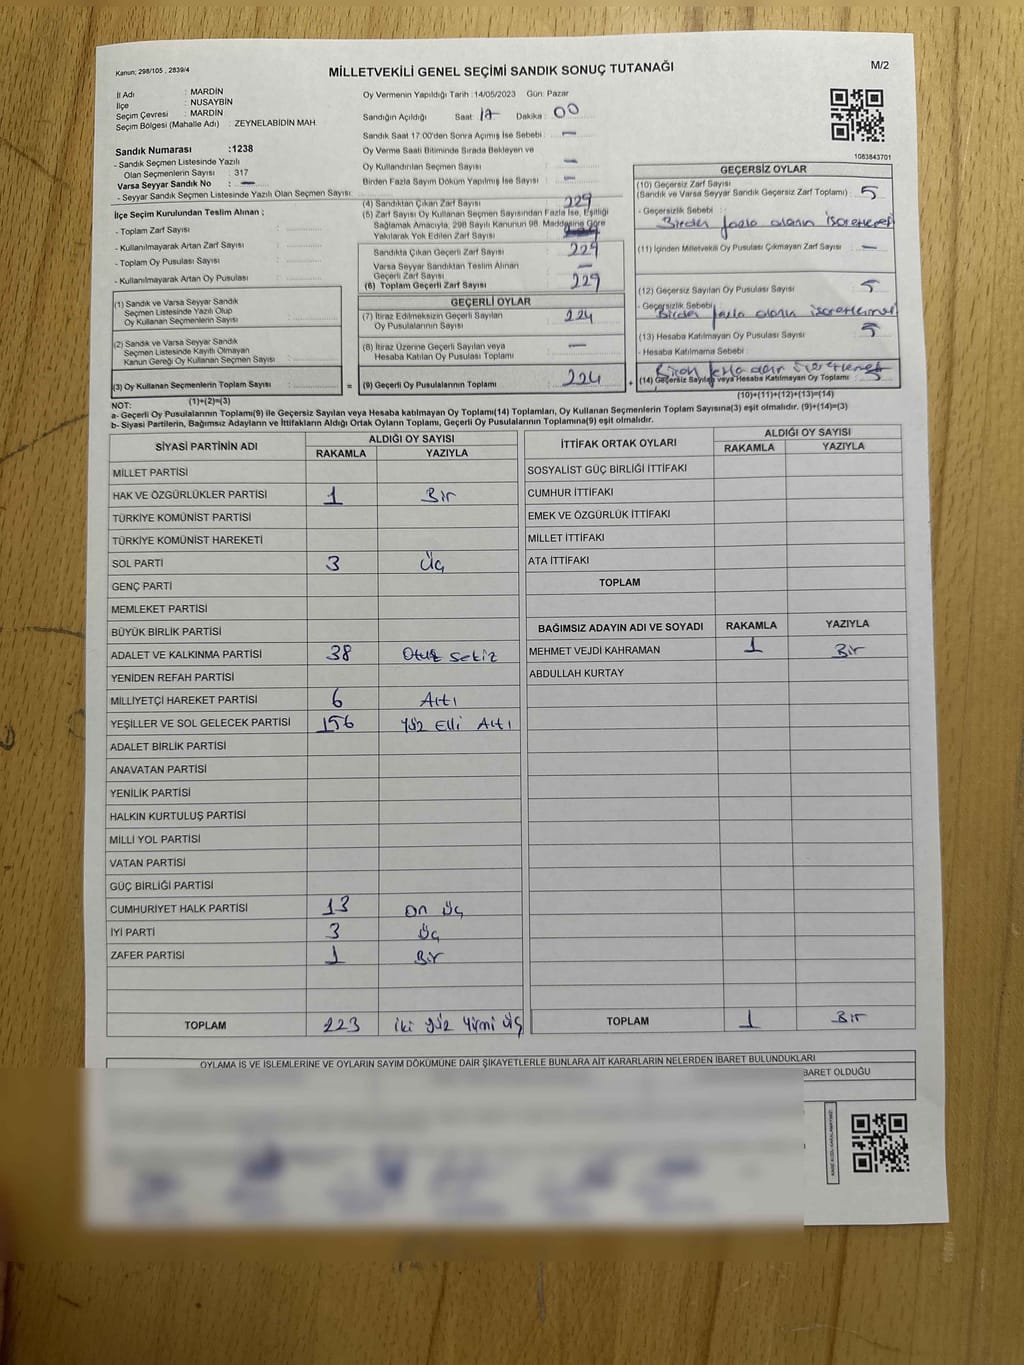 Kanun; 298/105 , 2839/4
MİLLETVEKİLİ GENEL SEÇİMİ SANDIK SONUÇ TUTANAĞI
M/2
İl Adı : MARDİN
İlçe : NUSAYBİN
Seçim Çevresi : MARDİN
Seçim Bölgesi (Mahalle Adı) : ZEYNELABİDİN MAH.
Sandık Numarası :1238
- Sandık Seçmen Listesinde Yazılı
Olan Seçmenlerin Sayısı : 317
Varsa Seyyar Sandık No : —
- Seyyar Sandık Seçmen Listesinde Yazılı Olan Seçmen Sayısı:
İlçe Seçim Kurulundan Teslim Alınan ;
- Toplam Zarf Sayısı :
- Kullanılmayarak Artan Zarf Sayısı :
- Toplam Oy Pusulası Sayısı :
- Kullanılmayarak Artan Oy Pusulası :
(1) Sandık ve Varsa Seyyar Sandık
Seçmen Listesinde Yazılı Olup
Oy Kullanan Seçmenlerin Sayısı :
(2) Sandık ve Varsa Seyyar Sandık
Seçmen Listesinde Kayıtlı Olmayan
Kanun Gereği Oy Kullanan Seçmen Sayısı :
(3) Oy Kullanan Seçmenlerin Toplam Sayısı : =
(1)+(2)=(3)
Oy Vermenin Yapıldığı Tarih : 14/05/2023 Gün: Pazar
Sandığın Açıldığı Saat : 17 Dakika : 00
Sandık Saat 17.00'den Sonra Açmış İse Sebebi : —
Oy Verme Saati Bitiminde Sırada Bekleyen ve
Oy Kullandırılan Seçmen Sayısı : —
Birden Fazla Sayım Döküm Yapılmış İse Sayısı : —
(4) Sandıktan Çıkan Zarf Sayısı : 229
(5) Zarf Sayısı Oy Kullanan Seçmen Sayısından Fazla İse, Eşitliği
Sağlamak Amacıyla, 298 Sayılı Kanunun 98. Maddesine Göre
Yakılarak Yok Edilen Zarf Sayısı :
Sandıkta Çıkan Geçerli Zarf Sayısı : 229
Varsa Seyyar Sandıktan Teslim Alınan
Geçerli Zarf Sayısı : —
(6) Toplam Geçerli Zarf Sayısı : 229
GEÇERLİ OYLAR
(7) İtiraz Edilmeksizin Geçerli Sayılan
Oy Pusulalarının Sayısı : 224
(8) İtiraz Üzerine Geçerli Sayılan veya
Hesaba Katılan Oy Pusulası Toplamı : —
(9) Geçerli Oy Pusulalarının Toplamı : 224 +
1083843701
GEÇERSİZ OYLAR
(10) Geçersiz Zarf Sayısı
(Sandık ve Varsa Seyyar Sandık Geçersiz Zarf Toplamı) : 5
- Geçersizlik Sebebi :
(11) İçinden Milletvekili Oy Pusulası Çıkmayan Zarf Sayısı : —
(12) Geçersiz Sayılan Oy Pusulası Sayısı : 5
- Geçersizlik Sebebi :
(13) Hesaba Katılmayan Oy Pusulası Sayısı : 5
- Hesaba Katılmama Sebebi :
(14) Geçersiz Sayılan veya Hesaba Katılmayan Oy Toplamı : 5
(10)+(11)+(12)+(13)=(14)
NOT:
a- Geçerli Oy Pusulasının Toplamı(9) ile Geçersiz Sayılan veya Hesaba katılmayan Oy Toplamı(14) Toplamları, Oy Kullanan Seçmenlerin Toplam Sayısına(3) eşit olmalıdır. (9)+(14)=(3)
b- Siyasi Partilerin, Bağımsız Adayların ve İttifakların Aldığı Ortak Oyların Toplamı, Geçerli Oy Pusulalarının Toplamına(9) eşit olmalıdır.
SİYASİ PARTİNİN ADI ALDIĞI OY SAYISI
RAKAMLA YAZIYLA
MİLLET PARTİSİ
HAK VE ÖZGÜRLÜKLER PARTİSİ 1 Bir
TÜRKİYE KOMÜNİST PARTİSİ
TÜRKİYE KOMÜNİST HAREKETİ
SOL PARTİ 3 Üç
GENÇ PARTİ
MEMLEKET PARTİSİ
BÜYÜK BİRLİK PARTİSİ
ADALET VE KALKINMA PARTİSİ 38 Otuz sekiz
YENİDEN REFAH PARTİSİ
MİLLİYETÇİ HAREKET PARTİSİ 6 Altı
YEŞİLLER VE SOL GELECEK PARTİSİ 156 Yüz Elli Altı
ADALET BİRLİK PARTİSİ
ANAVATAN PARTİSİ
YENİLİK PARTİSİ
HALKIN KURTULUŞ PARTİSİ
MİLLİ YOL PARTİSİ
VATAN PARTİSİ
GÜÇ BİRLİĞİ PARTİSİ
CUMHURİYET HALK PARTİSİ 13 on üç
İYİ PARTİ 3 üç
ZAFER PARTİSİ 1 Bir
TOPLAM 223 iki yüz yirmi üç
İTTİFAK ORTAK OYLARI ALDIĞI OY SAYISI
RAKAMLA YAZIYLA
SOSYALİST GÜÇ BİRLİĞİ İTTİFAKI
CUMHUR İTTİFAKI
EMEK VE ÖZGÜRLÜK İTTİFAKI
MİLLET İTTİFAKI
ATA İTTİFAKI
TOPLAM
BAĞIMSIZ ADAYIN ADI VE SOYADI RAKAMLA YAZIYLA
MEHMET VEJDİ KAHRAMAN 1 Bir
ABDULLAH KURTAY
TOPLAM 1 Bir
OYLAMA İŞ VE İŞLEMLERİNE VE OYLARIN SAYIM DÖKÜMÜNE DAİR ŞİKAYETLERLE BUNLARA AİT KARARLARIN NELERDEN İBARET BULUNDUKLARI
BARET OLDUĞU